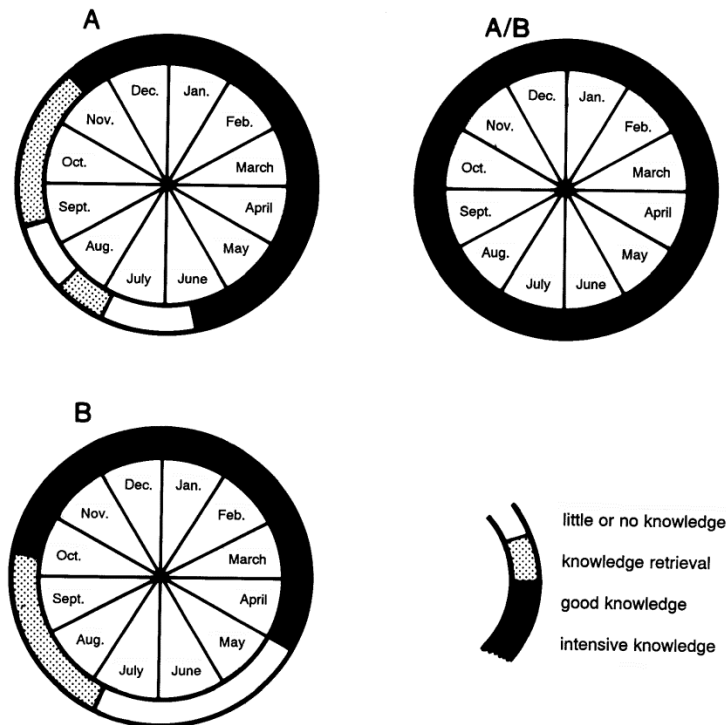 A
Dec.
Jan.
Nov.
Feb.
Oct.
March
Sept.
April
Aug.
May
July
June
A/B
Dec.
Jan.
Nov.
Feb.
Oct.
March
Sept.
April
Aug.
May
July
June
B
Dec.
Jan.
Nov.
Feb.
Oct.
March
Sept.
April
Aug.
May
July
June
little or no knowledge
knowledge retrieval
good knowledge
intensive knowledge